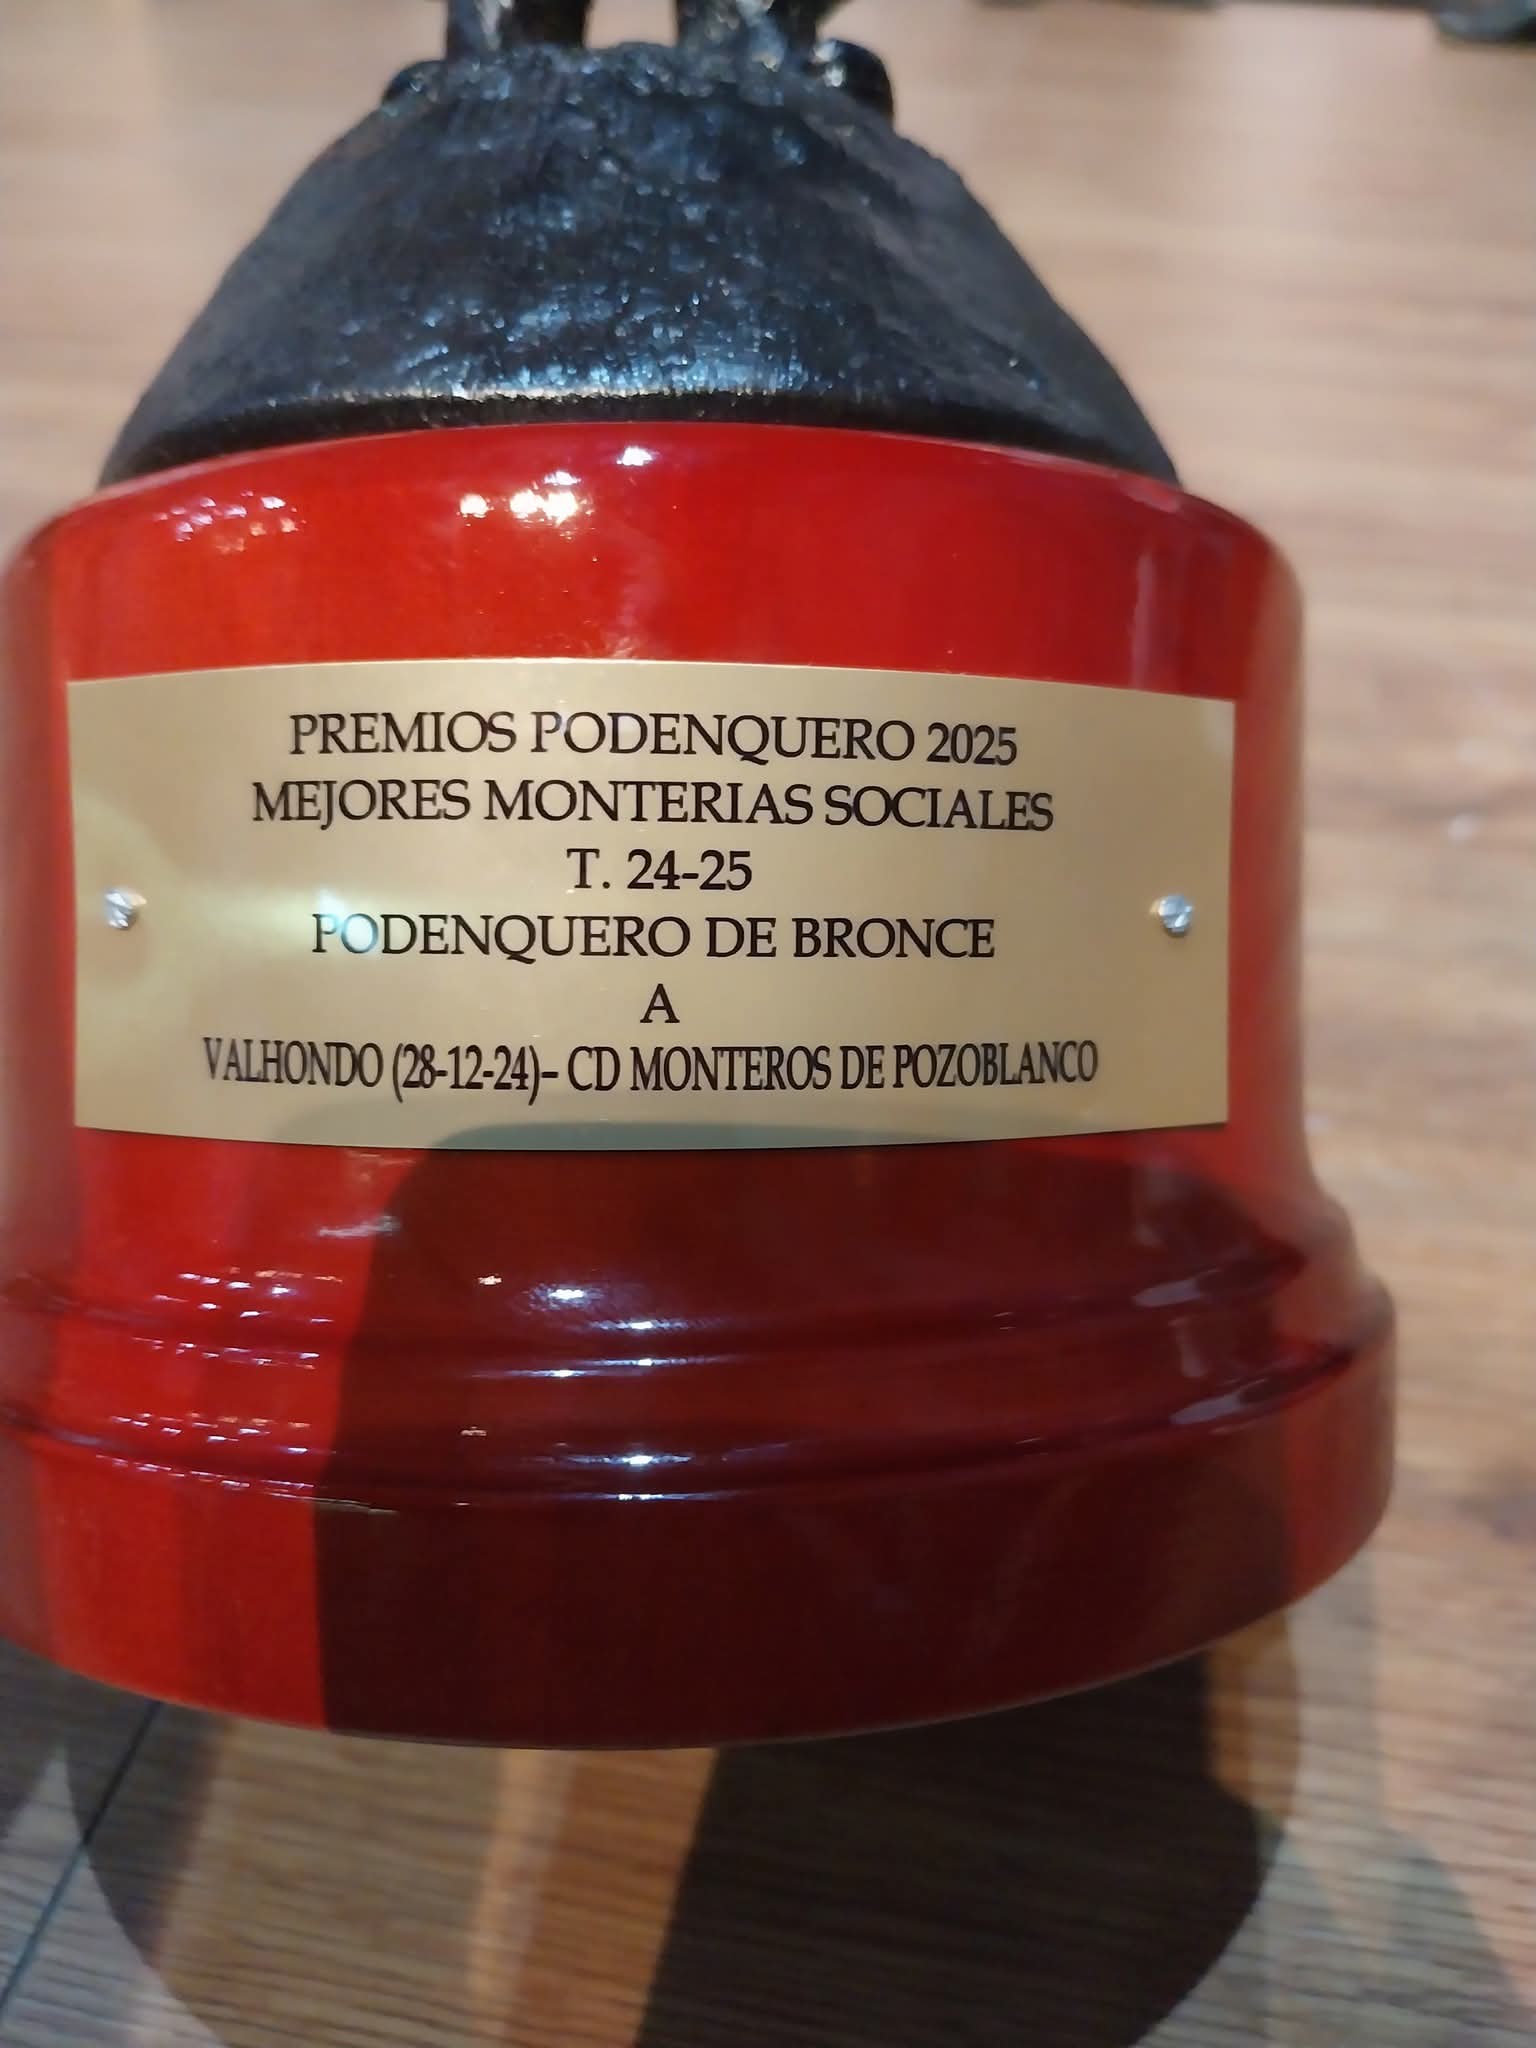 PREMIOS PODENQUERO 2025
MEJORES MONTERIAS SOCIALES
T. 24-25
PODENQUERO DE BRONCE
A
VALHONDO (28-12-24)- CD MONTEROS DE POZOBLANCO